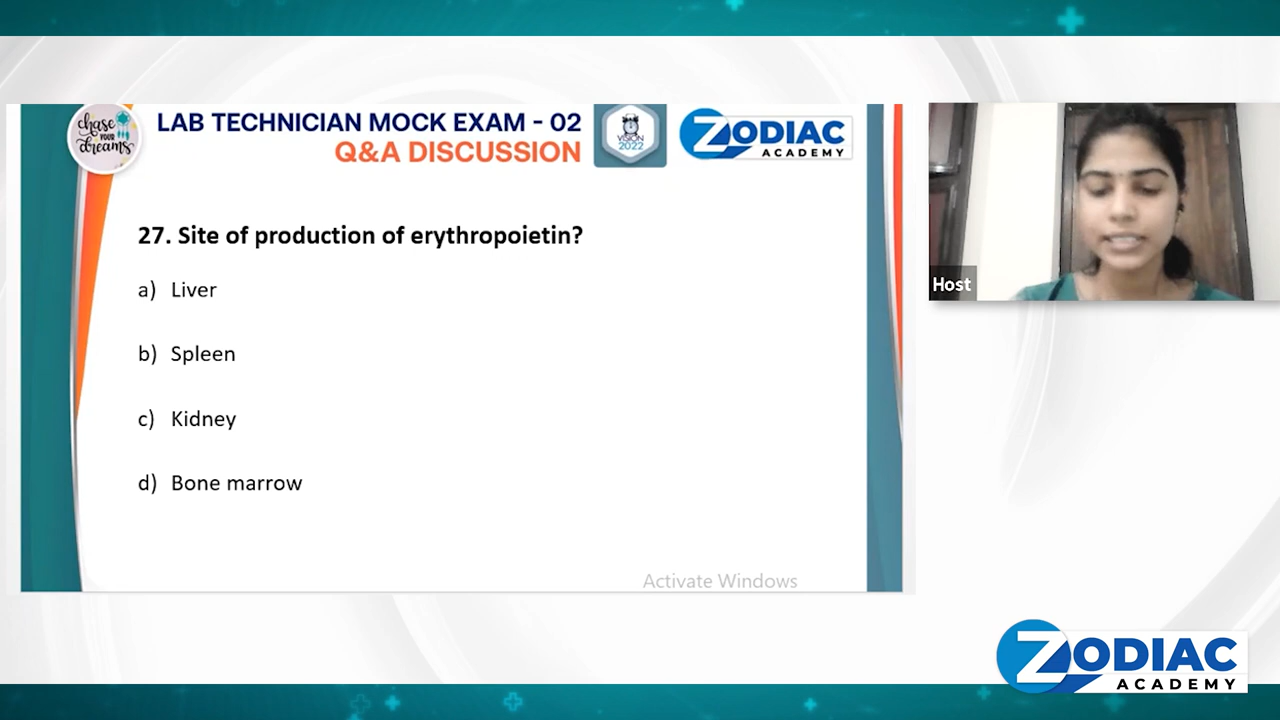 chase
YOUR
dreams
LAB TECHNICIAN MOCK EXAM - 02
Q&A DISCUSSION
VISION
2022
ZODIAC
ACADEMY
27. Site of production of erythropoietin?
a) Liver
b) Spleen
c) Kidney
d) Bone marrow
Activate Windows
Host
ZODIAC
ACADEMY